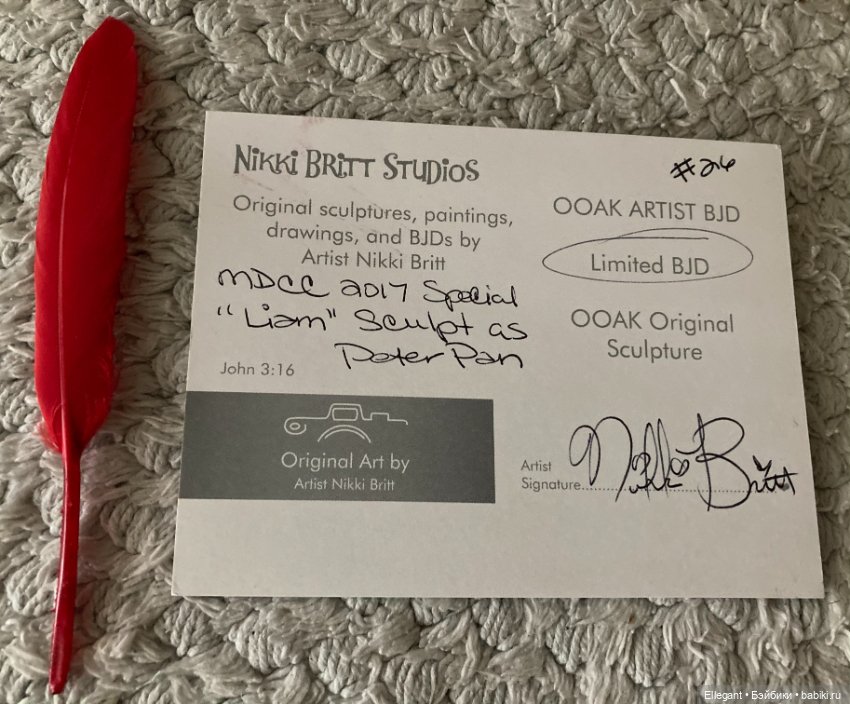 Nikki Britt Studios
Original sculptures, paintings,
drawings, and BJDs by
Artist Nikki Britt
MDCC 2017 Special
"Liam" Sculpt as
Peter Pan
John 3:16
Original Art by
Artist Nikki Britt
#26
OOAK ARTIST BJD
Limited BJD
OOAK Original
Sculpture
Artist
Signature Nikki Britt
Ellegant • Бэйбики • babiki.ru